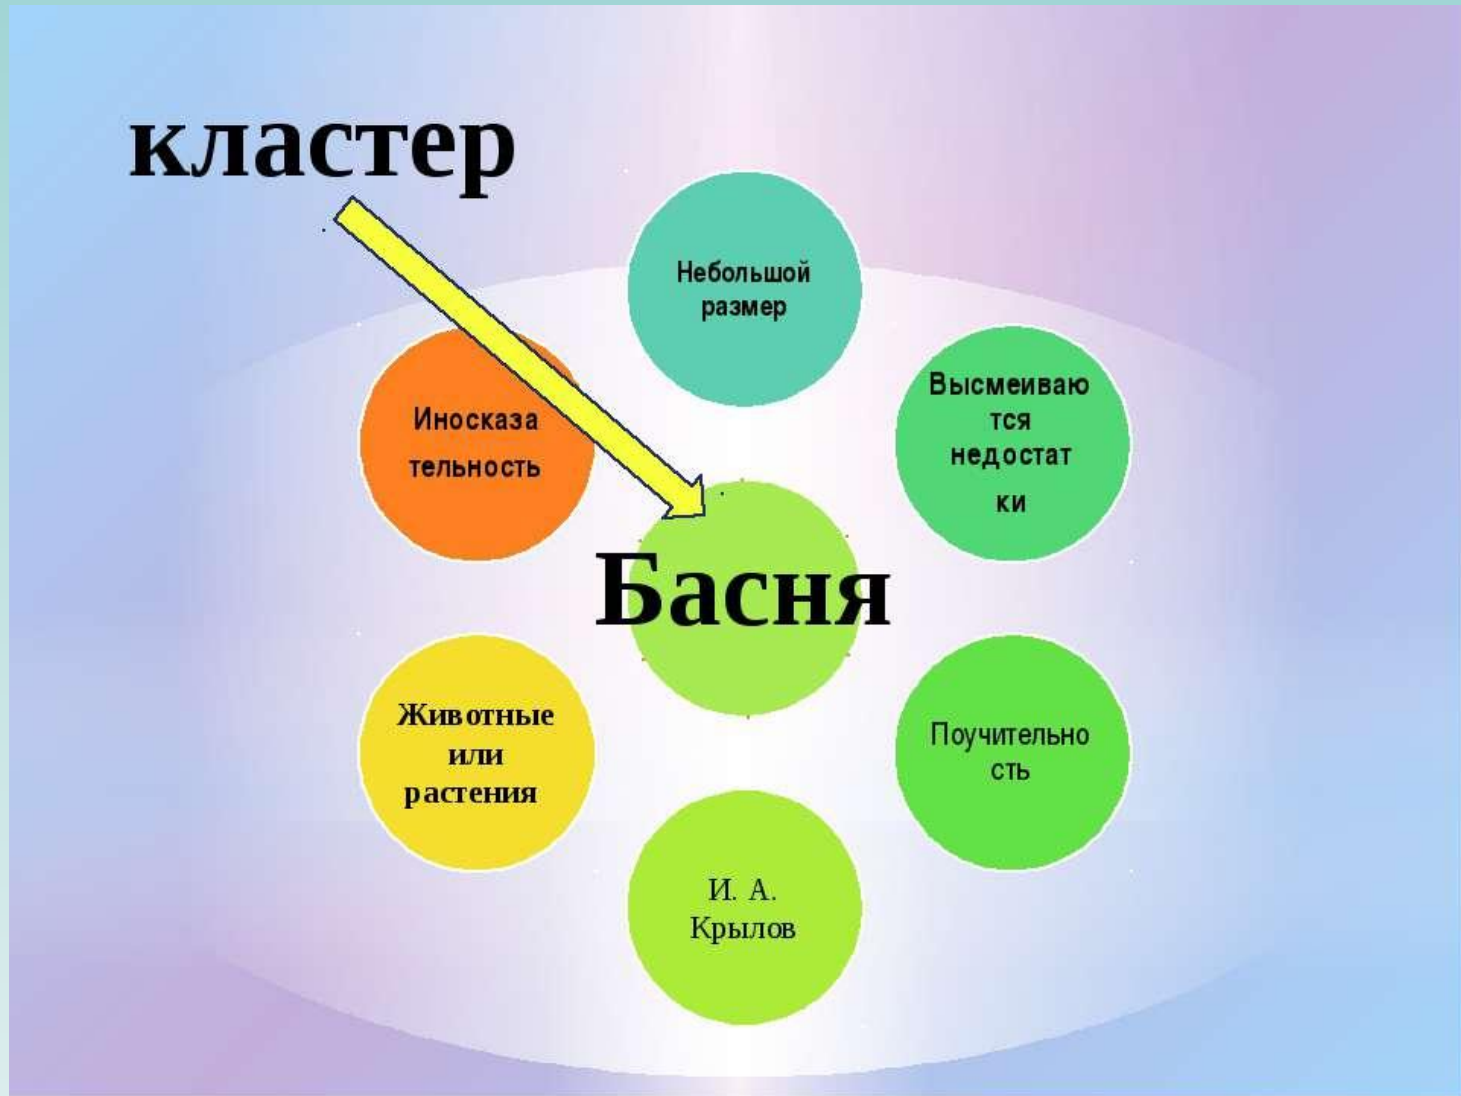 кластер
Небольшой
размер
Высмеиваю
тся
недостат
ки
Иносказа
тельность
Басня
Животные
или
растения
Поучительно
сть
И. А.
Крылов